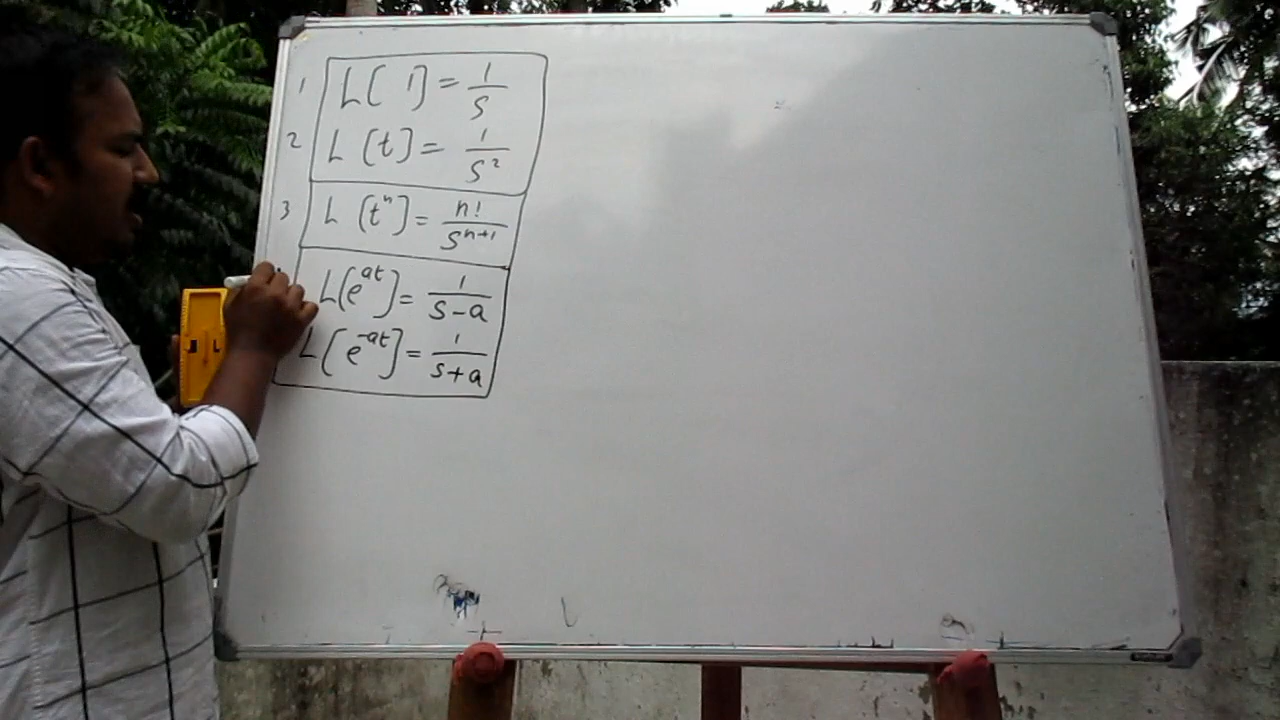 1 L[ 1] = 1/s
2 L [t] = 1/s²
3 L [tⁿ] = n!/sⁿ⁺¹
L[e^at] = 1/(s-a)
L[e^-at] = 1/(s+a)